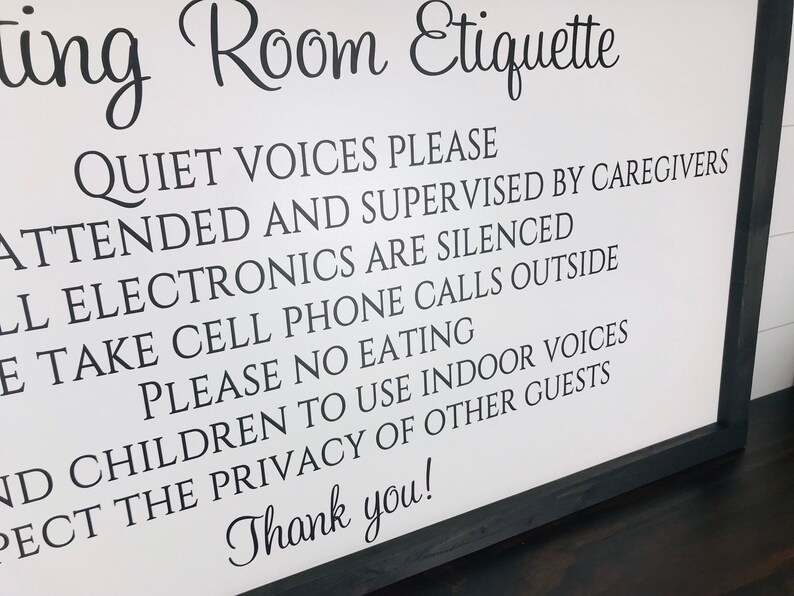 ting Room Etiquette
QUIET VOICES PLEASE
ATTENDED AND SUPERVISED BY CAREGIVERS
LL ELECTRONICS ARE SILENCED
E TAKE CELL PHONE CALLS OUTSIDE
PLEASE NO EATING
ND CHILDREN TO USE INDOOR VOICES
PECT THE PRIVACY OF OTHER GUESTS
Thank you!